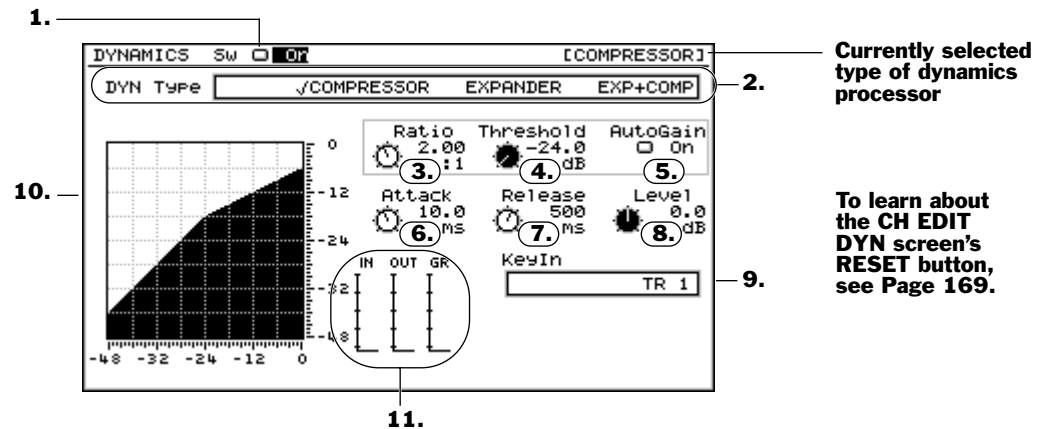 1.
DYNAMICS Sw On [COMPRESSOR]
Currently selected
type of dynamics
processor
DYN Type √COMPRESSOR EXPANDER EXP+COMP
2.
Ratio Threshold AutoGain
2.00 -24.0 On
:1 dB
3. 4. 5.
Attack Release Level
10.0 500 0.0
ms ms dB
6. 7. 8.
10.
0
-12
-24
-32
-48
-48 -32 -24 -12 0
IN OUT GR
11.
KeyIn
TR 1
9.
To learn about
the CH EDIT
DYN screen's
RESET button,
see Page 169.